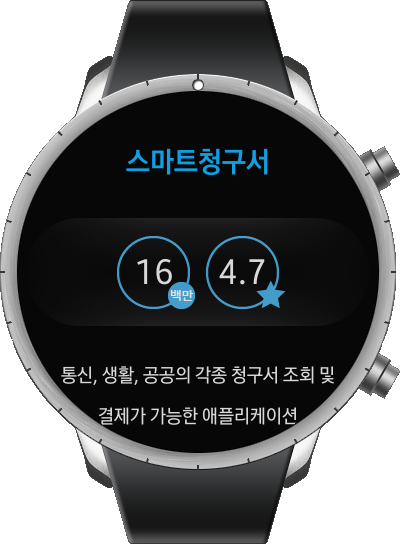 스마트청구서
16 백만 4.7
통신, 생활, 공공의 각종 청구서 조회 및
결제가 가능한 애플리케이션